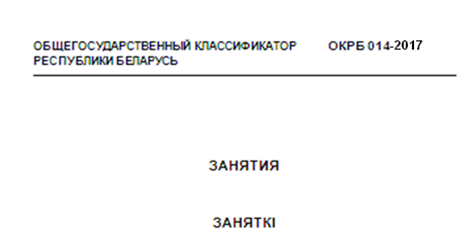 ОБЩЕГОСУДАРСТВЕННЫЙ КЛАССИФИКАТОР ОКРБ 014-2017
РЕСПУБЛИКИ БЕЛАРУСЬ
ЗАНЯТИЯ
ЗАНЯТКІ